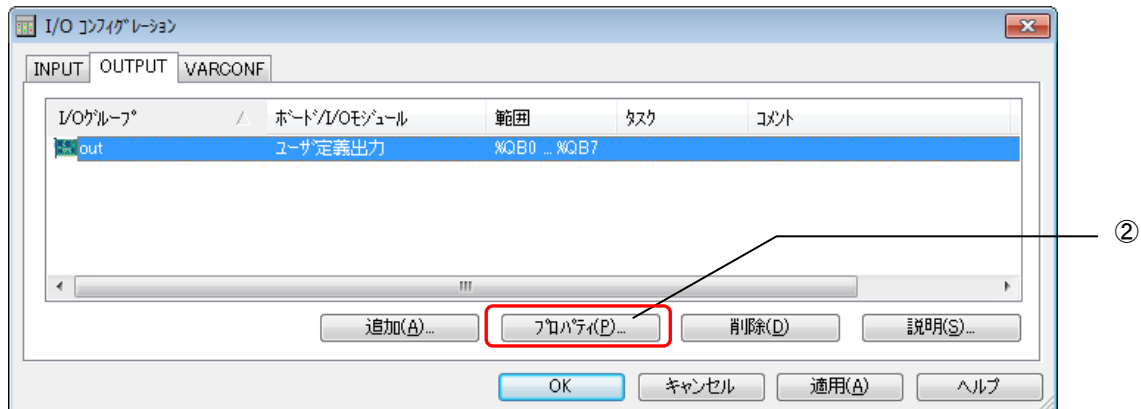 I/O ｺﾝﾌｨｸﾞﾚｰｼｮﾝ
INPUT OUTPUT VARCONF
I/Oｸﾞﾙｰﾌﾟ ﾎﾞｰﾄﾞ/I/Oﾓｼﾞｭｰﾙ 範囲 ﾀｽｸ ｺﾒﾝﾄ
out ﾕｰｻﾞ定義出力 %QB0 ... %QB7
②
追加(A)... ﾌﾟﾛﾊﾟﾃｨ(P)... 削除(D) 説明(S)...
OK キャンセル 適用(A) ヘルプ